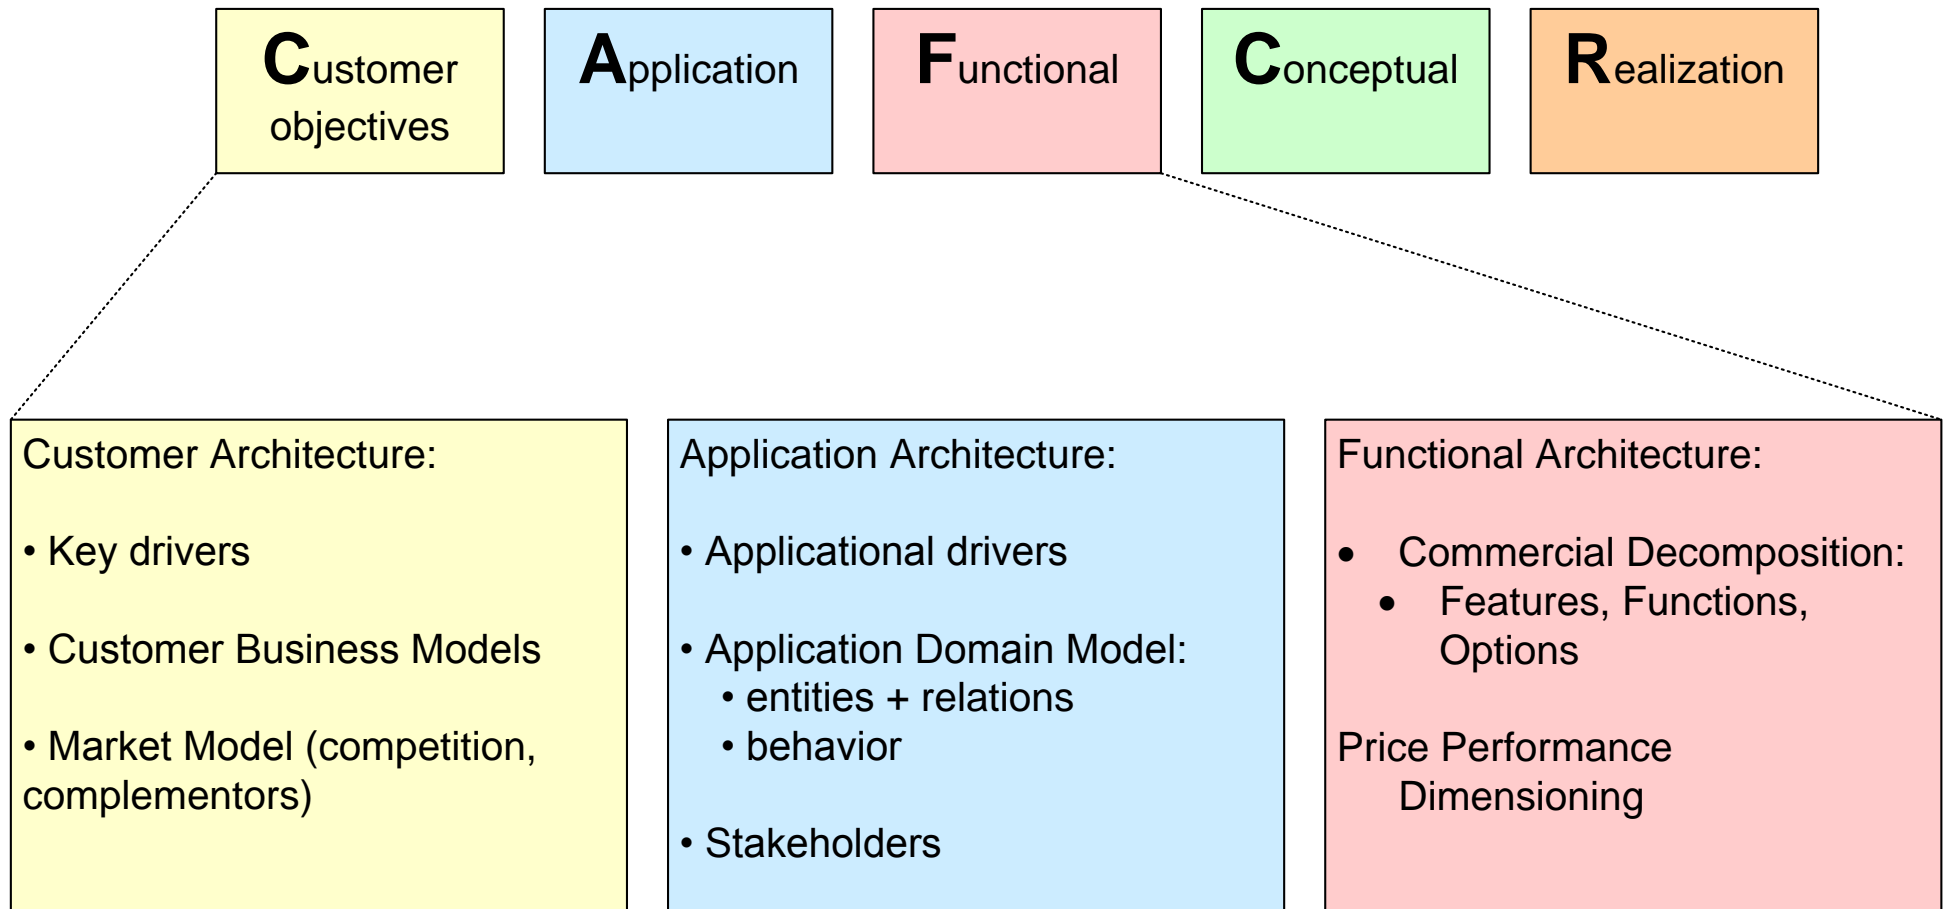 Customer
objectives
Application
Functional
Conceptual
Realization
Customer Architecture:
• Key drivers
• Customer Business Models
• Market Model (competition,
complementors)
Application Architecture:
• Applicational drivers
• Application Domain Model:
• entities + relations
• behavior
• Stakeholders
Functional Architecture:
• Commercial Decomposition:
• Features, Functions,
Options
Price Performance
Dimensioning